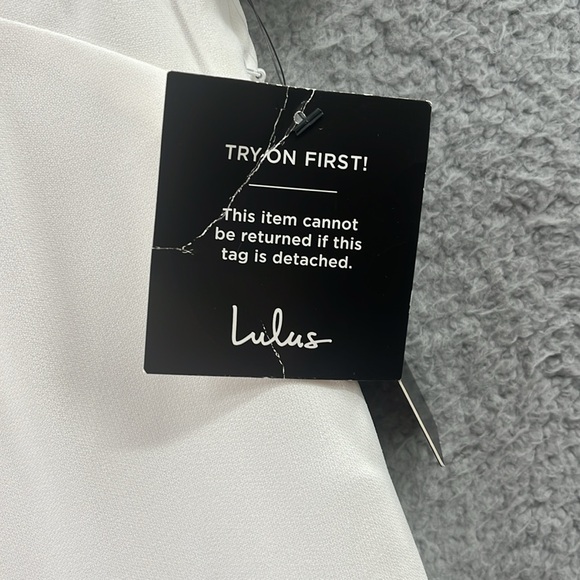 TRY ON FIRST!
This item cannot
be returned if this
tag is detached.
Lulus